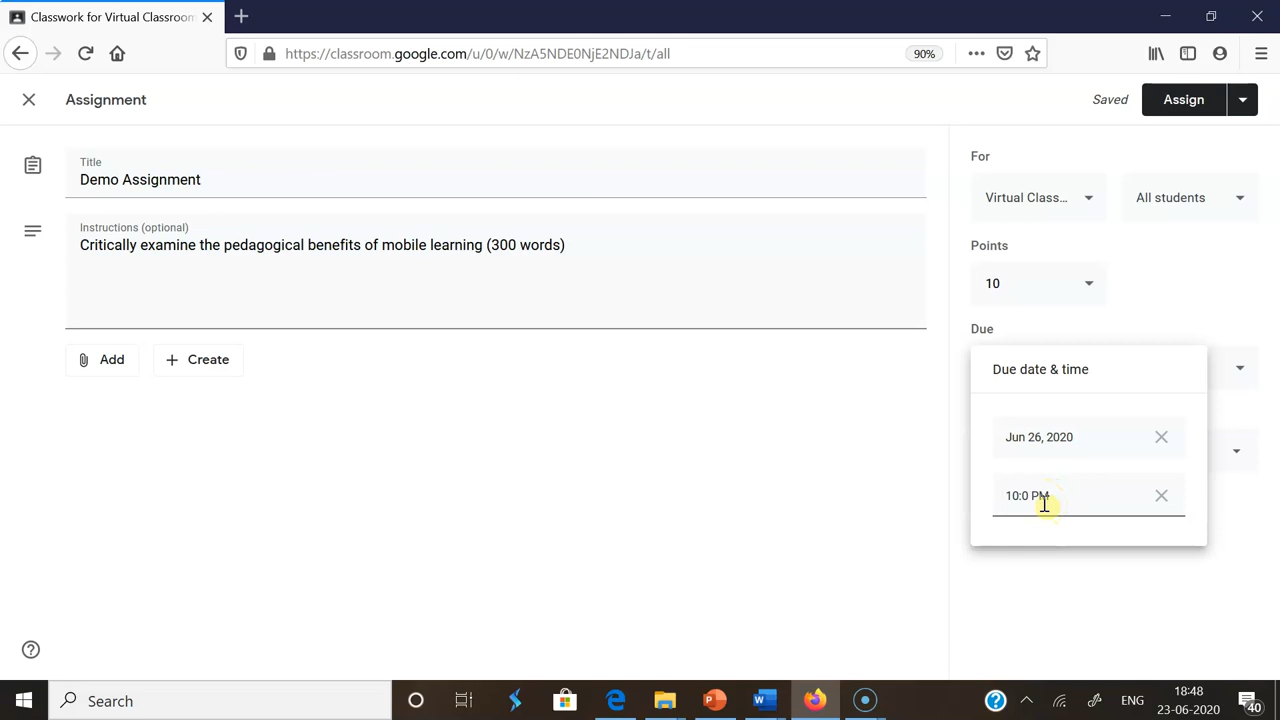 Classwork for Virtual Classroom
https://classroom.google.com/u/0/w/NzA5NDE0NjE2NDJa/t/all
90%
Assignment
Saved
Assign
Title
Demo Assignment
Instructions (optional)
Critically examine the pedagogical benefits of mobile learning (300 words)
Add
Create
For
Virtual Class...
All students
Points
10
Due
Due date & time
Jun 26, 2020
10:0 PM
Search
ENG
18:48
23-06-2020
40